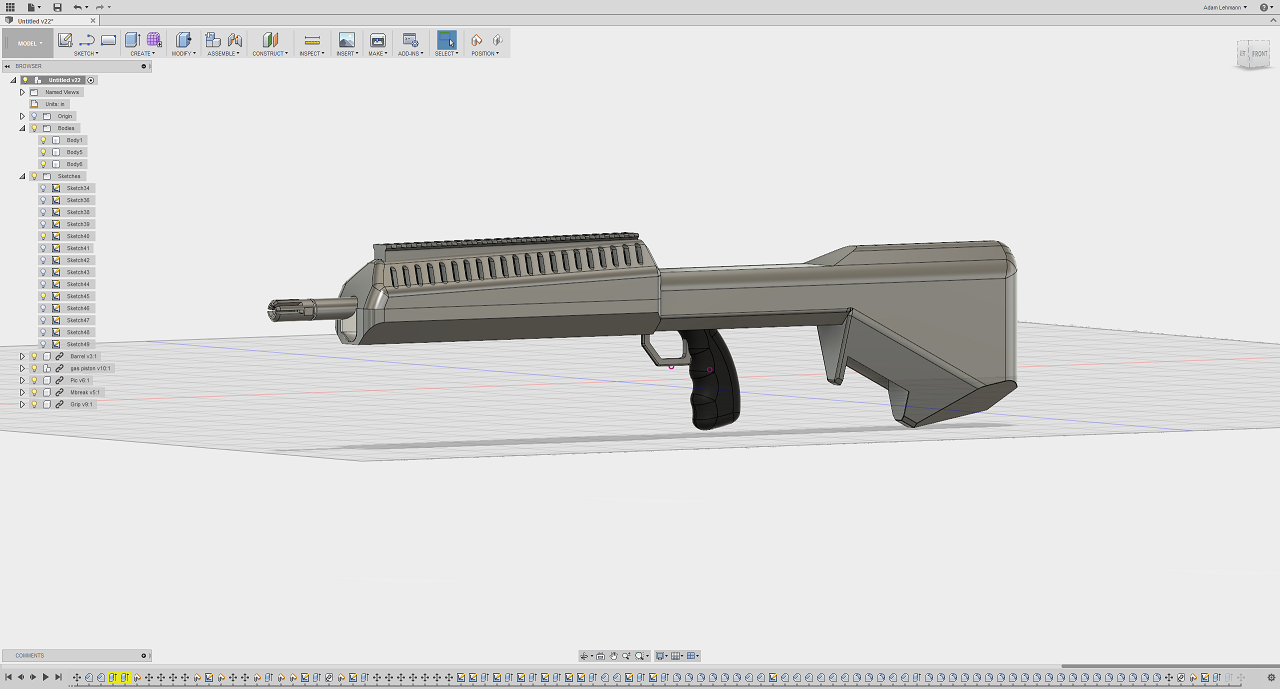 Adam Lehmann
Untitled v22*
MODEL
SKETCH
CREATE
MODIFY
ASSEMBLE
CONSTRUCT
INSPECT
INSERT
MAKE
ADD-INS
SELECT
POSITION
FRONT
BROWSER
Untitled v22
Named Views
Units: in
Origin
Bodies
Body1
Body5
Body6
Sketches
Sketch34
Sketch36
Sketch38
Sketch39
Sketch40
Sketch41
Sketch42
Sketch43
Sketch44
Sketch45
Sketch46
Sketch47
Sketch48
Sketch49
Barrel v3:1
gas piston v10:1
Pic v6:1
Mbreak v5:1
Grip v9:1
COMMENTS